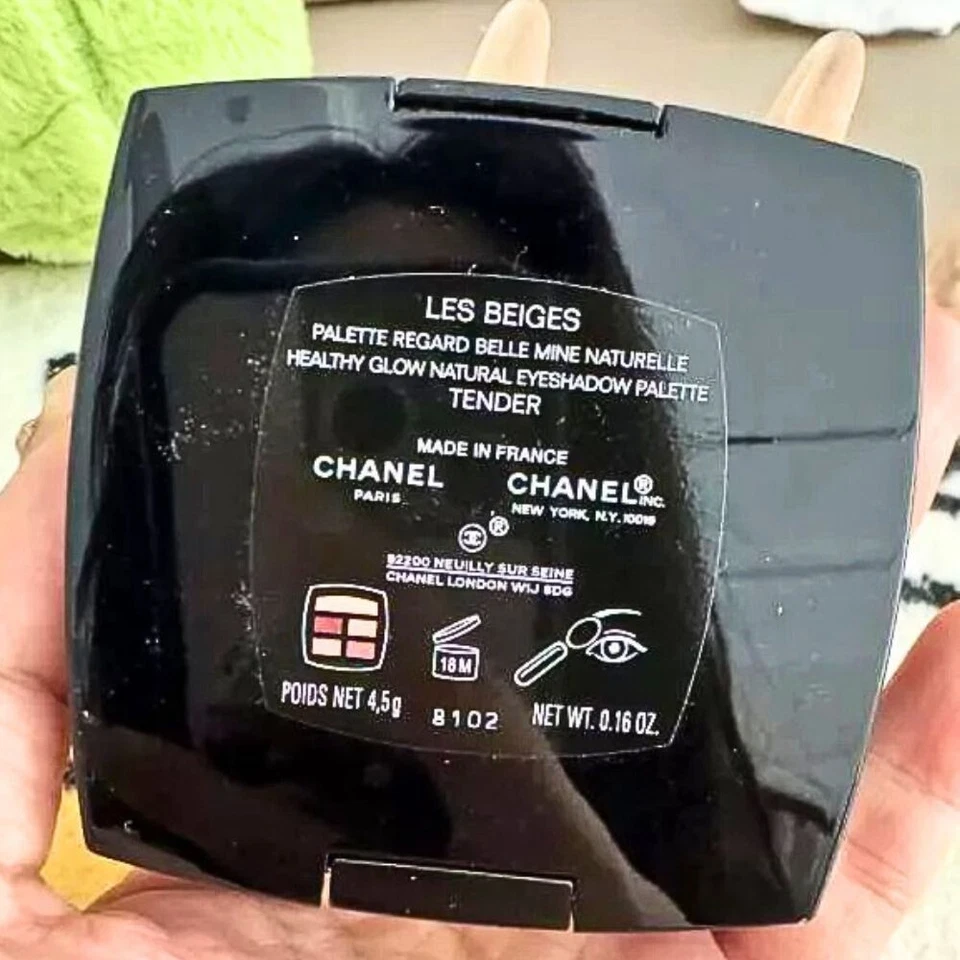 LES BEIGES
PALETTE REGARD BELLE MINE NATURELLE
HEALTHY GLOW NATURAL EYESHADOW PALETTE
TENDER
MADE IN FRANCE
CHANEL
PARIS
CHANEL®INC.
NEW YORK, N.Y. 10019
®
92200 NEUILLY SUR SEINE
CHANEL LONDON W1J 6DG
18M
POIDS NET 4,5g
8102
NET WT. 0.16 OZ.